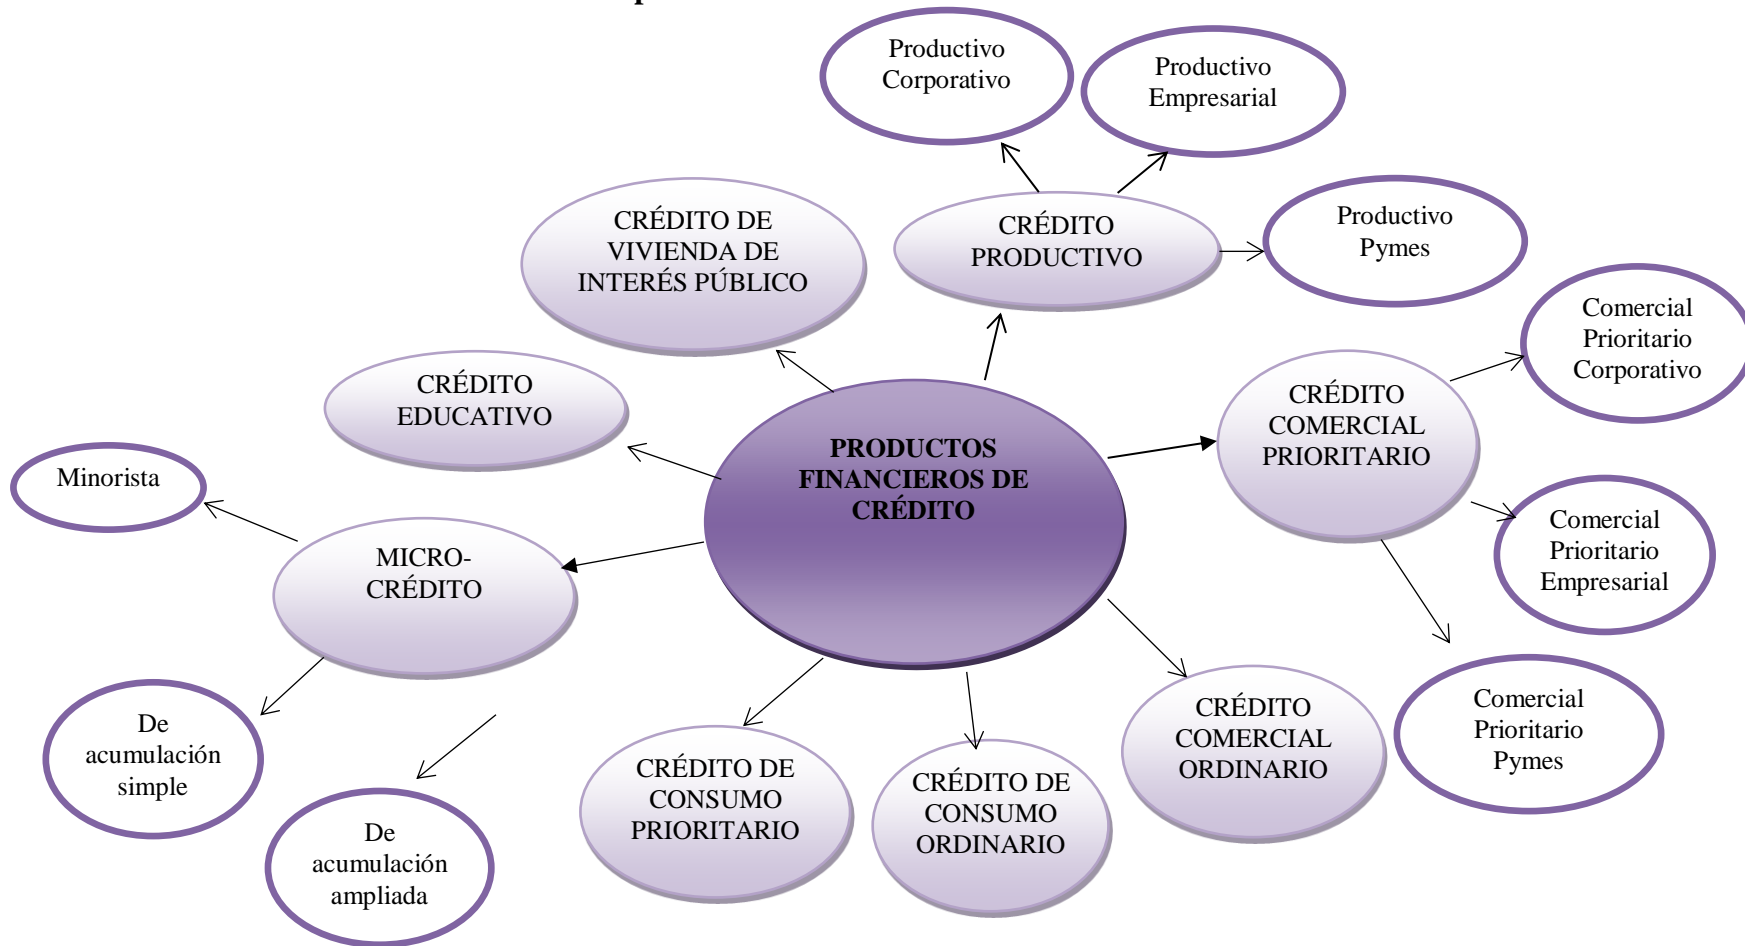 Productivo
Corporativo
Productivo
Empresarial
CRÉDITO DE
VIVIENDA DE
INTERÉS PÚBLICO
CRÉDITO
PRODUCTIVO
Productivo
Pymes
Comercial
Prioritario
Corporativo
CRÉDITO
EDUCATIVO
CRÉDITO
COMERCIAL
PRIORITARIO
PRODUCTOS
FINANCIEROS DE
CRÉDITO
Minorista
Comercial
Prioritario
Empresarial
MICRO-
CRÉDITO
Comercial
Prioritario
Pymes
CRÉDITO
COMERCIAL
ORDINARIO
De
acumulación
simple
CRÉDITO DE
CONSUMO
PRIORITARIO
CRÉDITO DE
CONSUMO
ORDINARIO
De
acumulación
ampliada